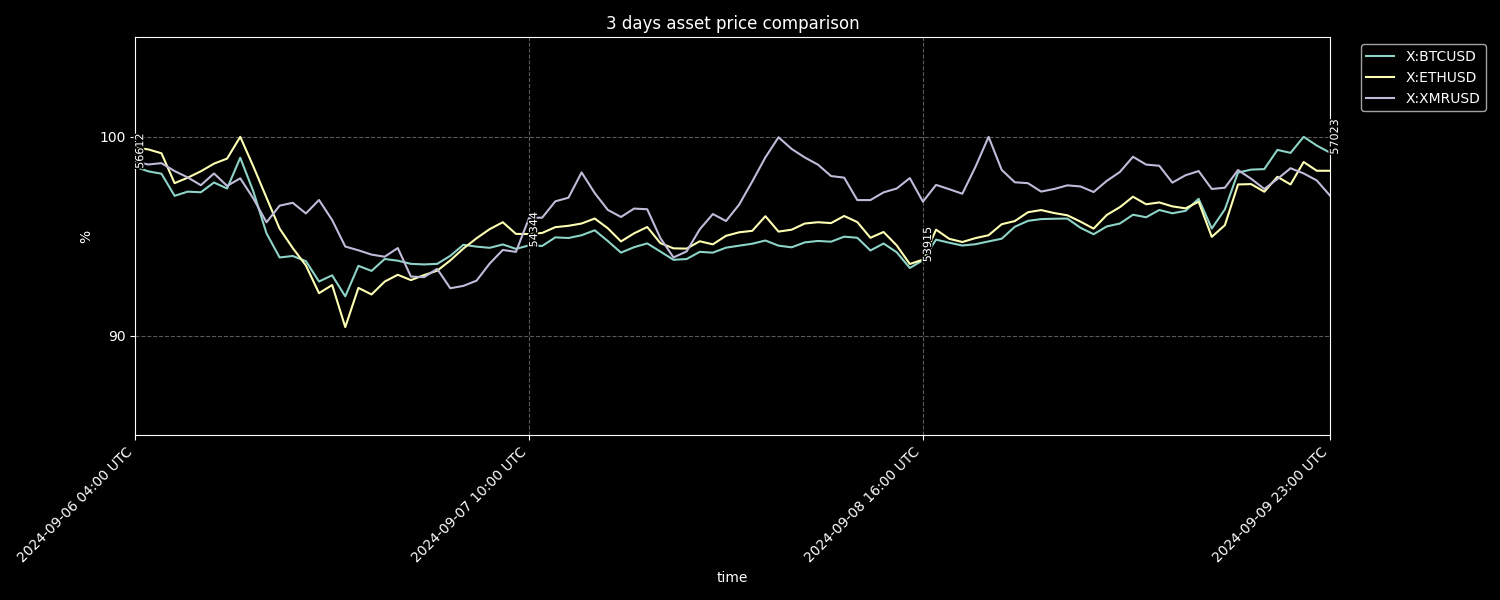 3 days asset price comparison
X:BTCUSD
X:ETHUSD
X:XMRUSD
100
90
%
56612
54344
53915
57023
2024-09-06 04:00 UTC
2024-09-07 10:00 UTC
2024-09-08 16:00 UTC
2024-09-09 23:00 UTC
time